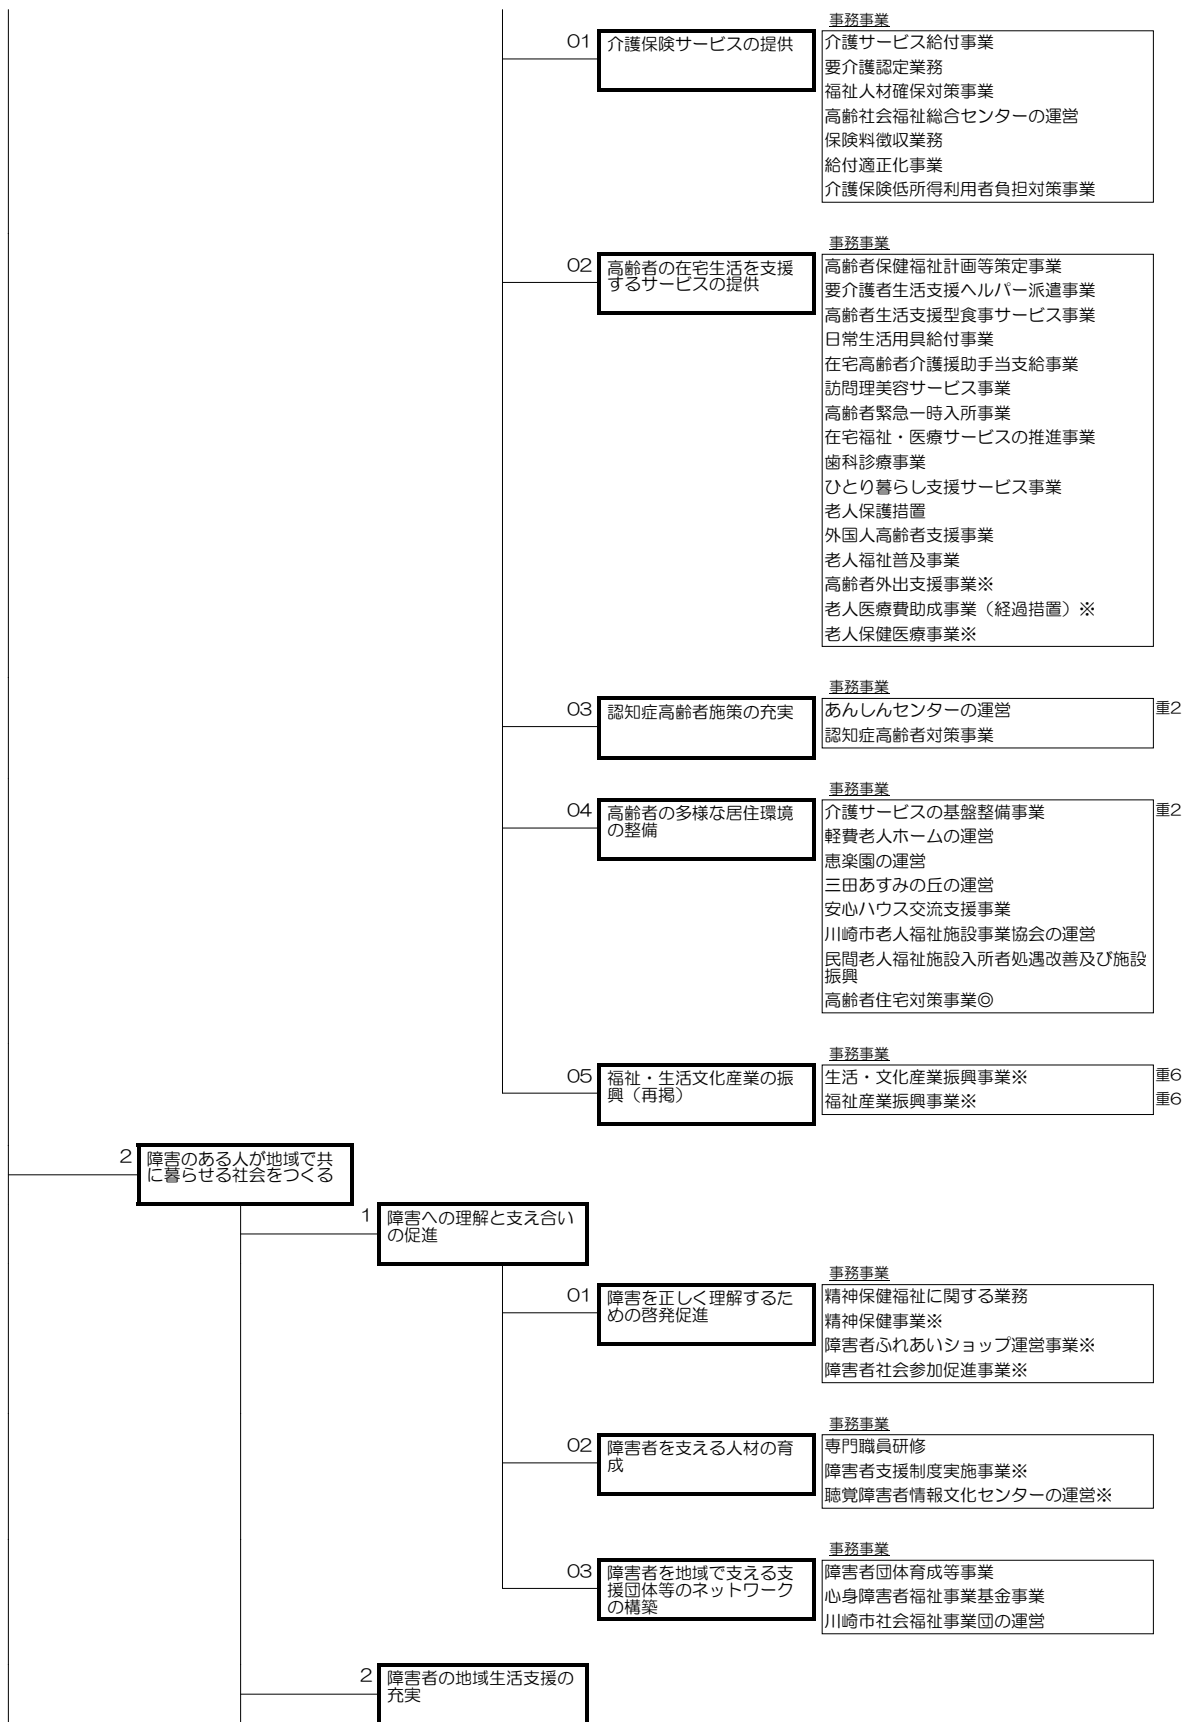 事務事業
01 介護保険サービスの提供
介護サービス給付事業
要介護認定業務
福祉人材確保対策事業
高齢社会福祉総合センターの運営
保険料徴収業務
給付適正化事業
介護保険低所得利用者負担対策事業
事務事業
02 高齢者の在宅生活を支援
するサービスの提供
高齢者保健福祉計画等策定事業
要介護者生活支援ヘルパー派遣事業
高齢者生活支援型食事サービス事業
日常生活用具給付事業
在宅高齢者介護援助手当支給事業
訪問理美容サービス事業
高齢者緊急一時入所事業
在宅福祉・医療サービスの推進事業
歯科診療事業
ひとり暮らし支援サービス事業
老人保護措置
外国人高齢者支援事業
老人福祉普及事業
高齢者外出支援事業※
老人医療費助成事業（経過措置）※
老人保健医療事業※
事務事業
03 認知症高齢者施策の充実
あんしんセンターの運営 重2
認知症高齢者対策事業
事務事業
04 高齢者の多様な居住環境
の整備
介護サービスの基盤整備事業 重2
軽費老人ホームの運営
恵楽園の運営
三田あすみの丘の運営
安心ハウス交流支援事業
川崎市老人福祉施設事業協会の運営
民間老人福祉施設入所者処遇改善及び施設
振興
高齢者住宅対策事業◎
事務事業
05 福祉・生活文化産業の振
興（再掲）
生活・文化産業振興事業※ 重6
福祉産業振興事業※ 重6
2 障害のある人が地域で共
に暮らせる社会をつくる
1 障害への理解と支え合い
の促進
事務事業
01 障害を正しく理解するた
めの啓発促進
精神保健福祉に関する業務
精神保健事業※
障害者ふれあいショップ運営事業※
障害者社会参加促進事業※
事務事業
02 障害者を支える人材の育
成
専門職員研修
障害者支援制度実施事業※
聴覚障害者情報文化センターの運営※
事務事業
03 障害者を地域で支える支
援団体等のネットワーク
の構築
障害者団体育成等事業
心身障害者福祉事業基金事業
川崎市社会福祉事業団の運営
2 障害者の地域生活支援の
充実